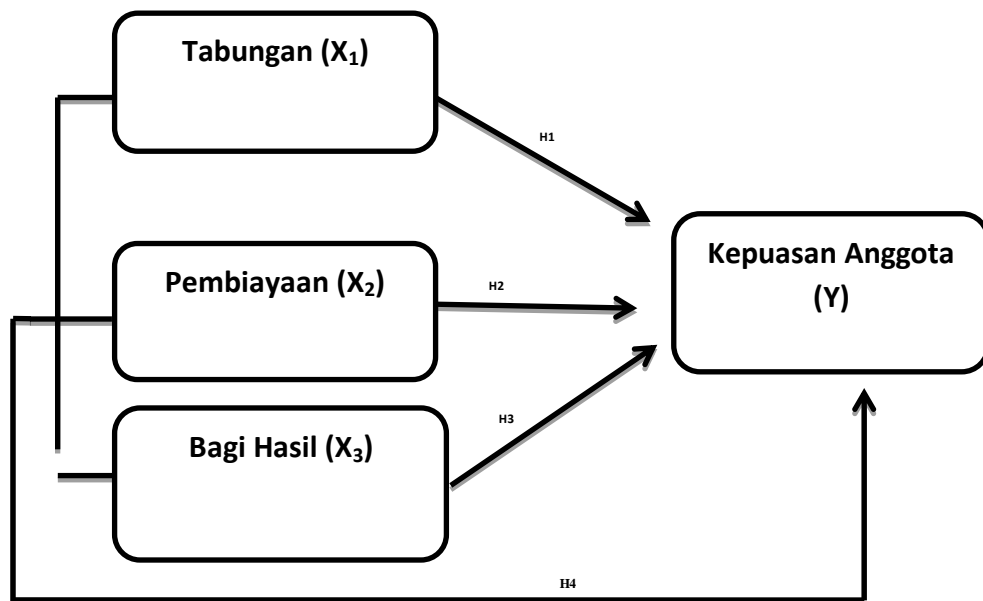 Tabungan (X₁)
H1
Pembiayaan (X₂)
H2
Kepuasan Anggota
(Y)
Bagi Hasil (X₃)
H3
H4